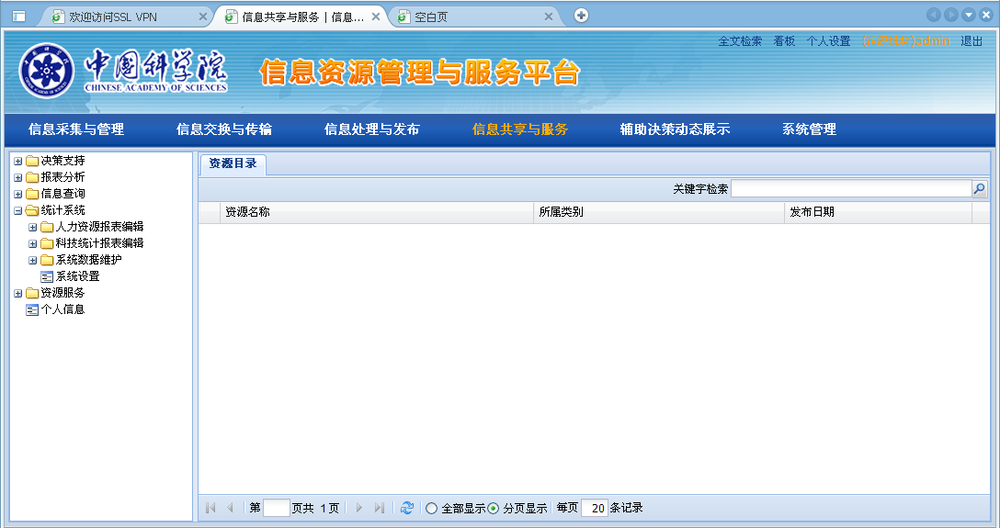 欢迎访问SSL VPN
信息共享与服务 | 信息...
空白页
全文检索 看板 个人设置 admin 退出
中国科学院
CHINESE ACADEMY OF SCIENCES
信息资源管理与服务平台
信息采集与管理 信息交换与传输 信息处理与发布 信息共享与服务 辅助决策动态展示 系统管理
决策支持
报表分析
信息查询
统计系统
人力资源报表编辑
科技统计报表编辑
系统数据维护
系统设置
资源服务
个人信息
资源目录
关键字检索
资源名称 所属类别 发布日期
第 页共 1 页 全部显示 分页显示 每页 20 条记录